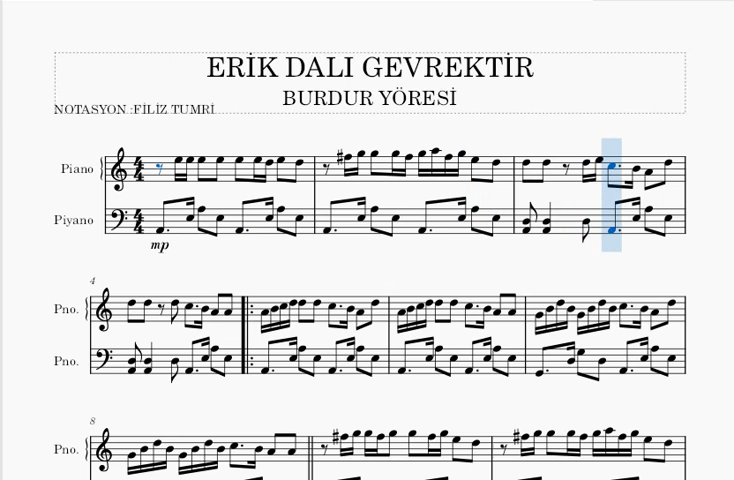 ERİK DALI GEVREKTİR
BURDUR YÖRESİ
NOTASYON :FİLİZ TUMRİ
Piano
Piyano
mp
4
Pno.
Pno.
8
Pno.